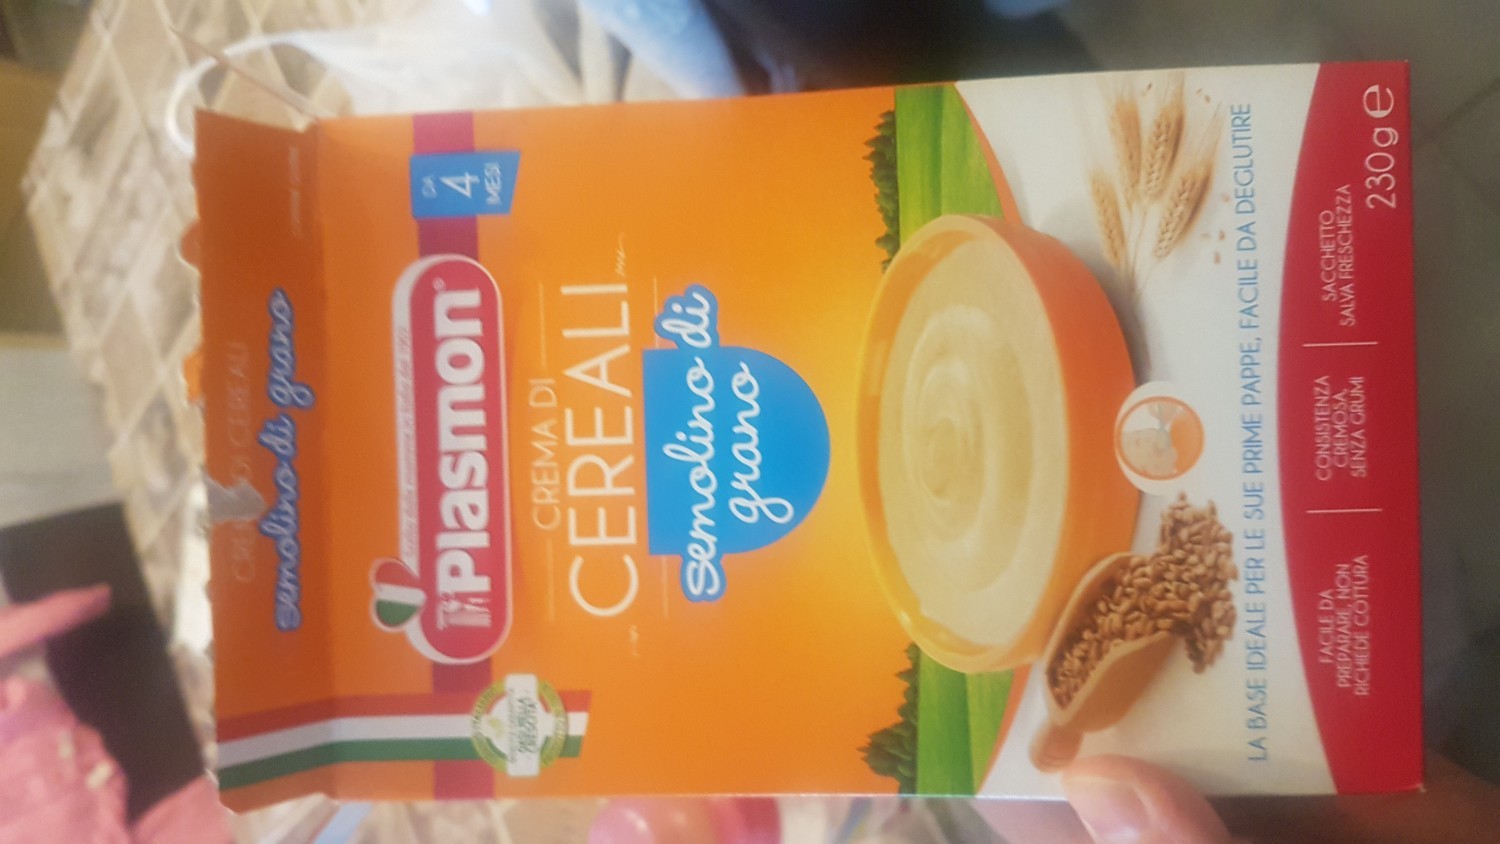 CEREALI
semolino di grano
DA
4
MESI
Plasmon
CREMA DI
CEREALI
semolino di
grano
LA BASE IDEALE PER LE SUE PRIME PAPPE, FACILE DA DEGLUTIRE
FACILE DA
PREPARARE, NON
RICHIEDE COTTURA
CONSISTENZA
CREMOSA,
SENZA GRUMI
SACCHETTO
SALVA FRESCHEZZA
230g e